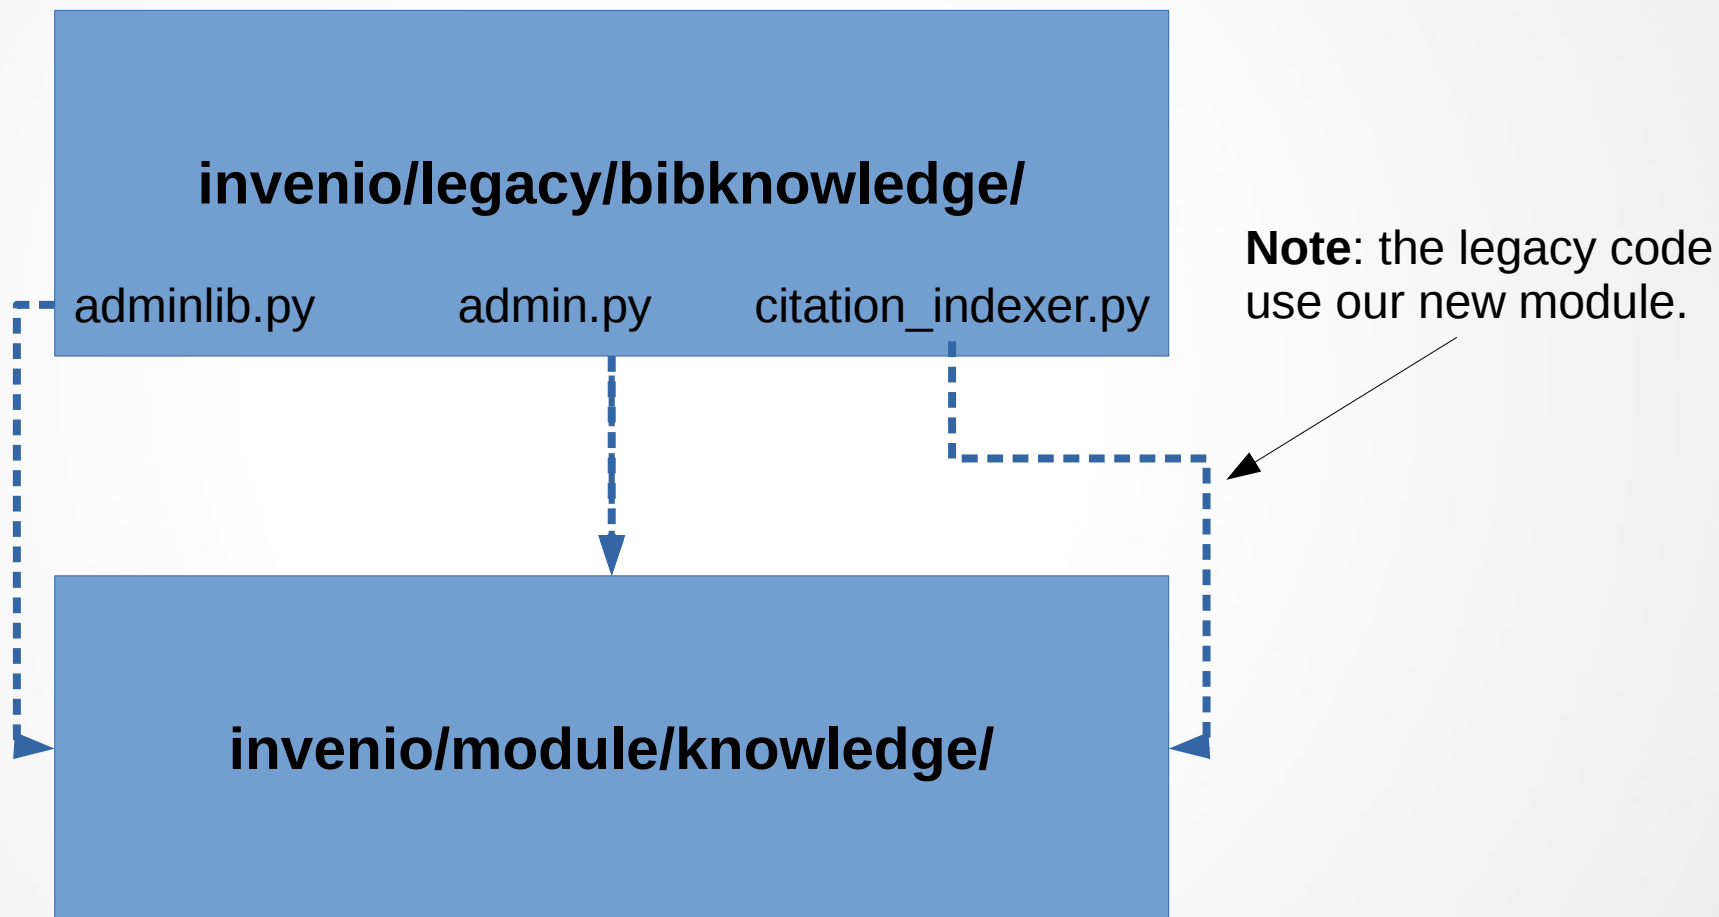 invenio/legacy/bibknowledge/
adminlib.py admin.py citation_indexer.py
Note: the legacy code
use our new module.
invenio/module/knowledge/